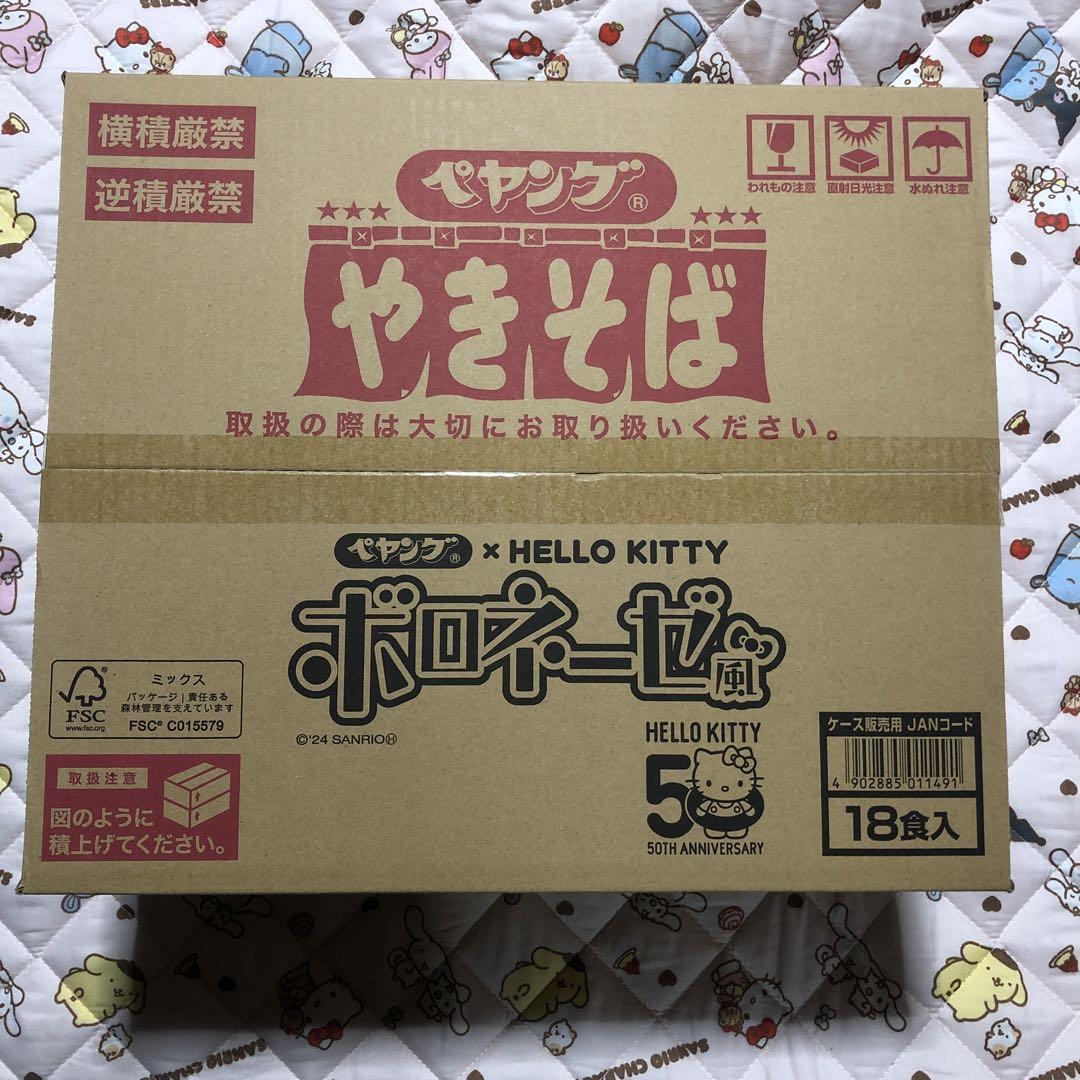 横積厳禁
逆積厳禁
われもの注意
直射日光注意
水ぬれ注意
ペヤング®
★★★ ★★★
やきそば
取扱の際は大切にお取り扱いください。
ペヤング® × HELLO KITTY
ボロネーゼ風
©'24 SANRIOⒽ
FSC®
www.fsc.org
ミックス
パッケージ|責任ある
森林管理を支えています
FSC® C015579
取扱注意
図のように
積上げてください。
HELLO KITTY
50
50TH ANNIVERSARY
ケース販売用 JANコード
4 902885 011491
18食入
SANRIO CHARACTERS